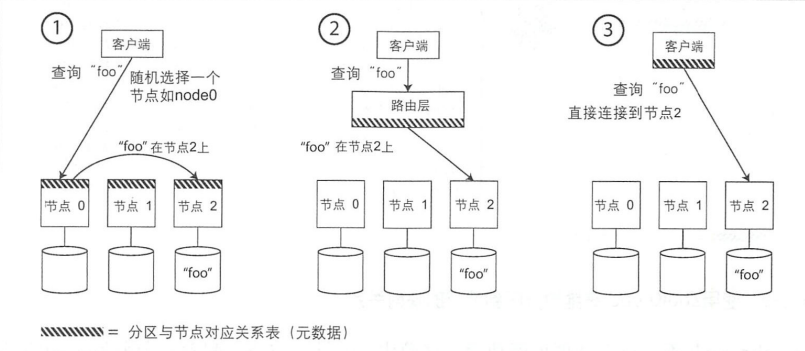 ①
客户端
查询 “foo”
随机选择一个
节点如node0
“foo” 在节点2上
节点 0
节点 1
节点 2
“foo”
②
客户端
查询 “foo”
路由层
“foo” 在节点2上
节点 0
节点 1
节点 2
“foo”
③
客户端
查询 “foo”
直接连接到节点2
节点 0
节点 1
节点 2
“foo”
= 分区与节点对应关系表（元数据）